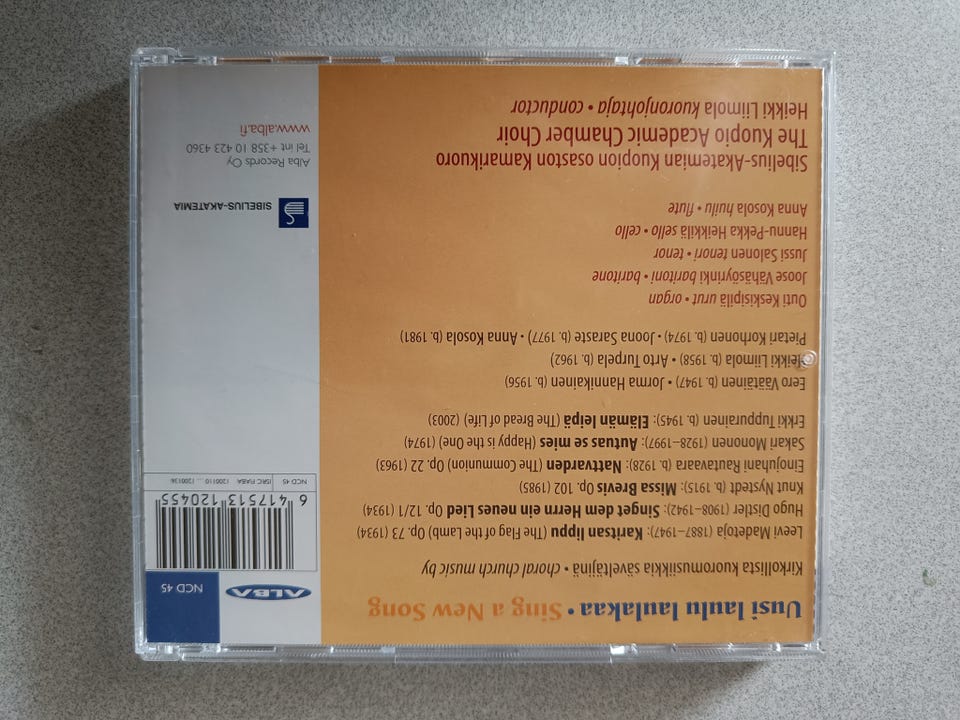 Uusi laulu laulakaa • Sing a New Song
Kirkollista kuoromusiikkia säveltäjinä • choral church music by
Leevi Madetoja (1887–1947): Karitsan lippu (The Flag of the Lamb) Op. 73 (1934)
Hugo Distler (1908–1942): Singet dem Herrn ein neues Lied Op. 12/1 (1934)
Knut Nystedt (b. 1915): Missa Brevis Op. 102 (1985)
Einojuhani Rautavaara (b. 1928): Nattvarden (The Communion) Op. 22 (1963)
Sakari Mononen (1928–1997): Autuas se mies (Happy is the One) (1974)
Erkki Tuppurainen (b. 1945): Elämän leipä (The Bread of Life) (2003)
Eero Väätäinen (b. 1947) • Jorma Hannikainen (b. 1956)
Heikki Liimola (b. 1958) • Arto Turpela (b. 1962)
Pietari Korhonen (b. 1974) • Joona Saraste (b. 1977) • Anna Kosola (b. 1981)
Outi Keskisipilä urut • organ
Joose Vähäsöyrinki baritoni • baritone
Jussi Salonen tenori • tenor
Hannu-Pekka Heikkilä sello • cello
Anna Kosola huilu • flute
Sibelius-Akatemian Kuopion osaston Kamarikuoro
The Kuopio Academic Chamber Choir
Heikki Liimola kuoronjohtaja • conductor
ALBA
NCD 45
6 417513 120455
NCD 45 ISRC: FIABA 1200110 ... 1200136
SIBELIUS-AKATEMIA
Alba Records Oy
Tel int +358 10 423 4360
www.alba.fi